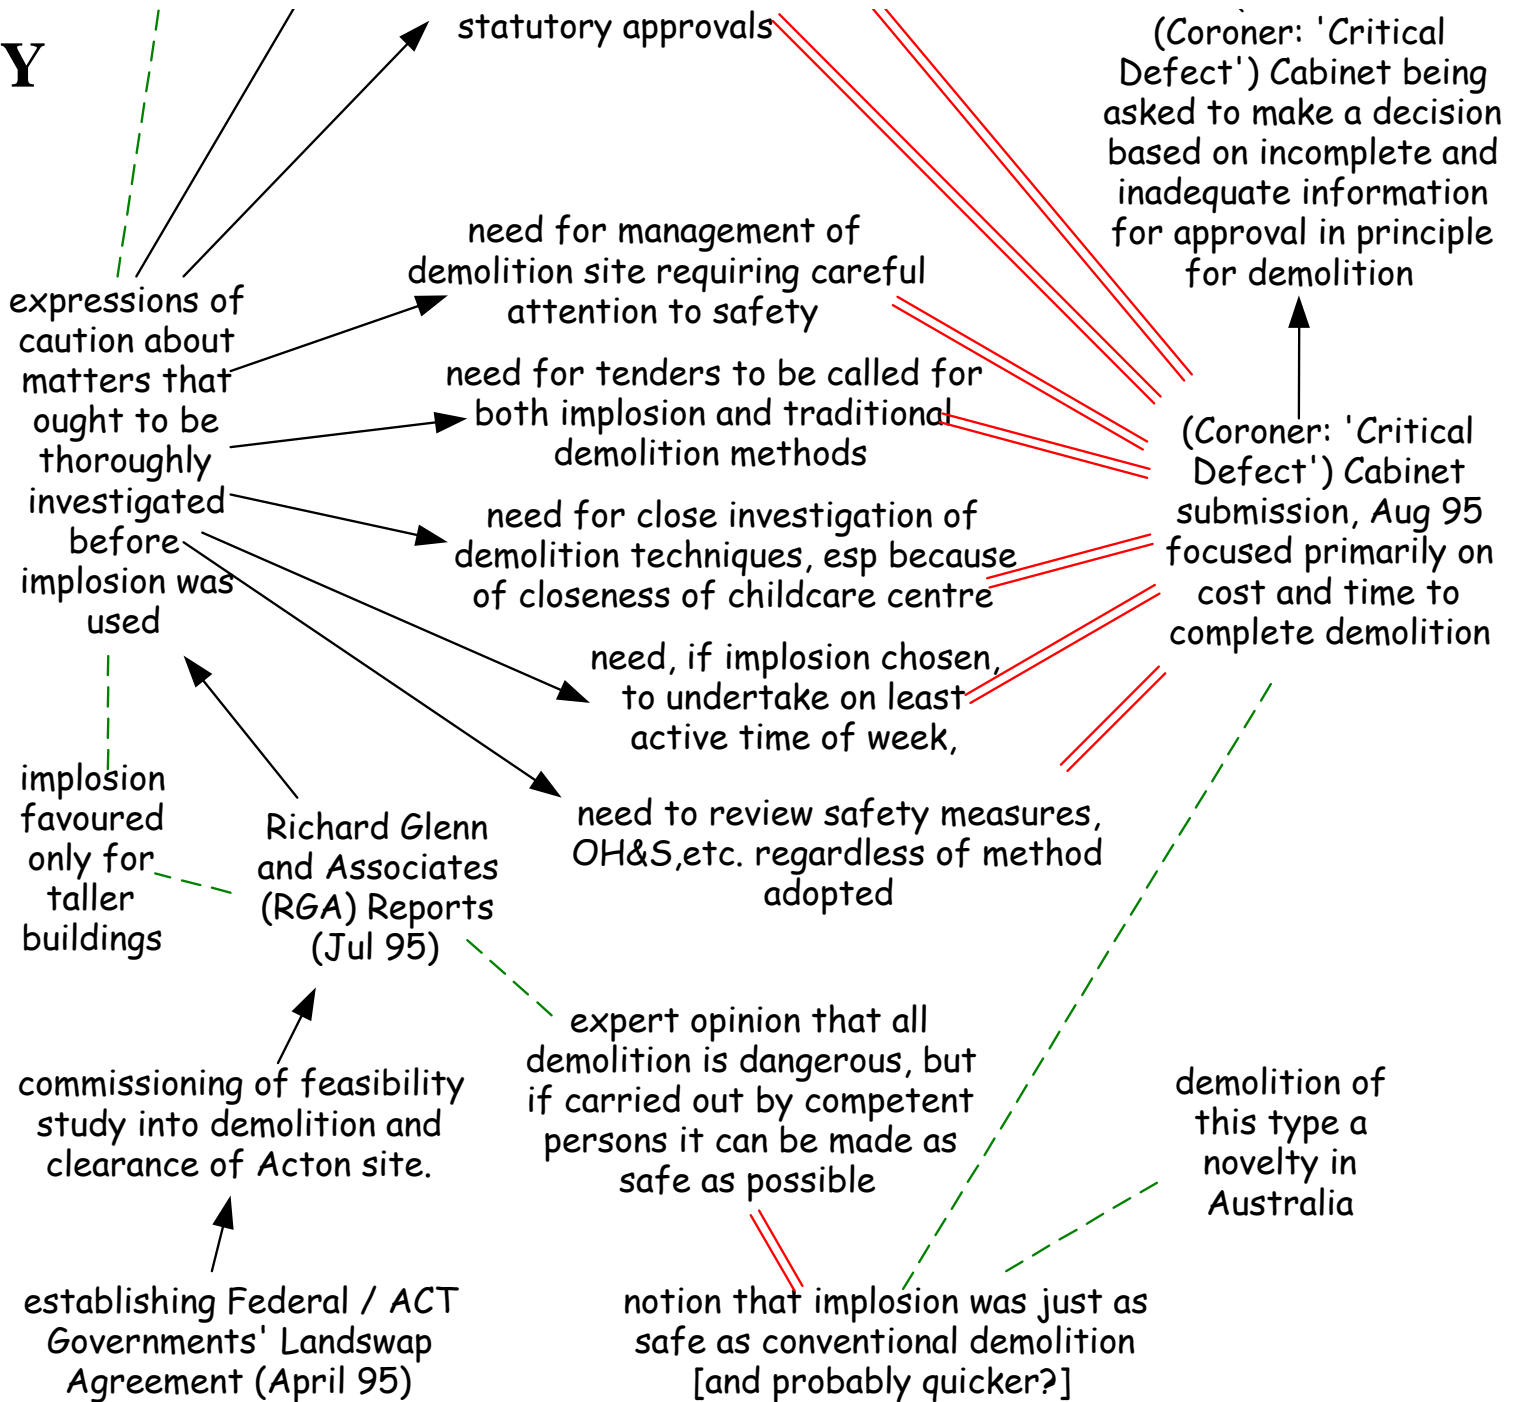 Y
statutory approvals
(Coroner: 'Critical
Defect') Cabinet being
asked to make a decision
based on incomplete and
inadequate information
for approval in principle
for demolition
need for management of
demolition site requiring careful
attention to safety
expressions of
caution about
matters that
ought to be
thoroughly
investigated
before
implosion was
used
need for tenders to be called for
both implosion and traditional
demolition methods
(Coroner: 'Critical
Defect') Cabinet
submission, Aug 95
focused primarily on
cost and time to
complete demolition
need for close investigation of
demolition techniques, esp because
of closeness of childcare centre
need, if implosion chosen,
to undertake on least
active time of week,
implosion
favoured
only for
taller
buildings
Richard Glenn
and Associates
(RGA) Reports
(Jul 95)
need to review safety measures,
OH&S,etc. regardless of method
adopted
expert opinion that all
demolition is dangerous, but
if carried out by competent
persons it can be made as
safe as possible
commissioning of feasibility
study into demolition and
clearance of Acton site.
demolition of
this type a
novelty in
Australia
establishing Federal / ACT
Governments' Landswap
Agreement (April 95)
notion that implosion was just as
safe as conventional demolition
[and probably quicker?]